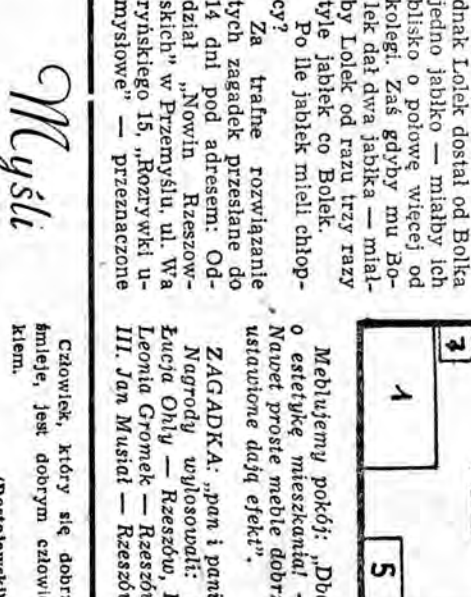 dnak Lolek dostał od Bolka
jedno jabłko — miałby ich
blisko o połowę więcej od
kolegi. Zaś gdyby mu Bo-
lek dał dwa jabłka — miał-
by Lolek od razu trzy razy
tyle jabłek co Bolek.
Po ile jabłek mieli chłop-
cy?
Za trafne rozwiązanie
tych zagadek przesłane do
14 dni pod adresem: Od-
dział „Nowin Rzeszow-
skich" w Przemyślu, ul. Wa
ryńskiego 15, „Rozrywki u-
mysłowe" — przeznaczone
7
1
5
Meblujemy pokój: „Db
o estetykę mieszkania!
Nawet proste meble dobrz
ustawione dają efekt".
ZAGADKA: „pan i pani
Nagrody wylosowali:
Łucja Ohly — Rzeszów,
Leonia Gromek — Rzeszó
III. Jan Musiał — Rzeszów
Myśli
Człowiek, który się dobrz
śmieje, jest dobrym człowi
kiem.